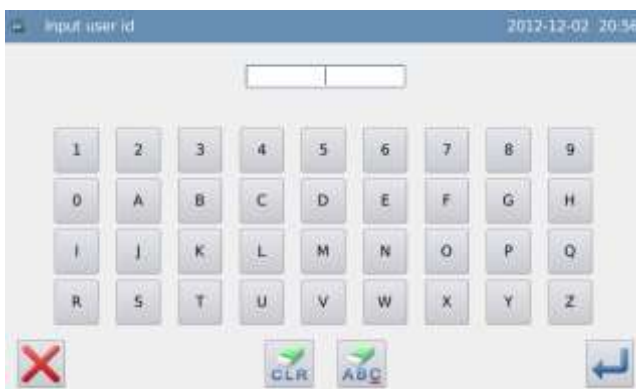 Input user id 2012-12-02 20:56
1 2 3 4 5 6 7 8 9
0 A B C D E F G H
I J K L M N O P Q
R S T U V W X Y Z
CLR ABC